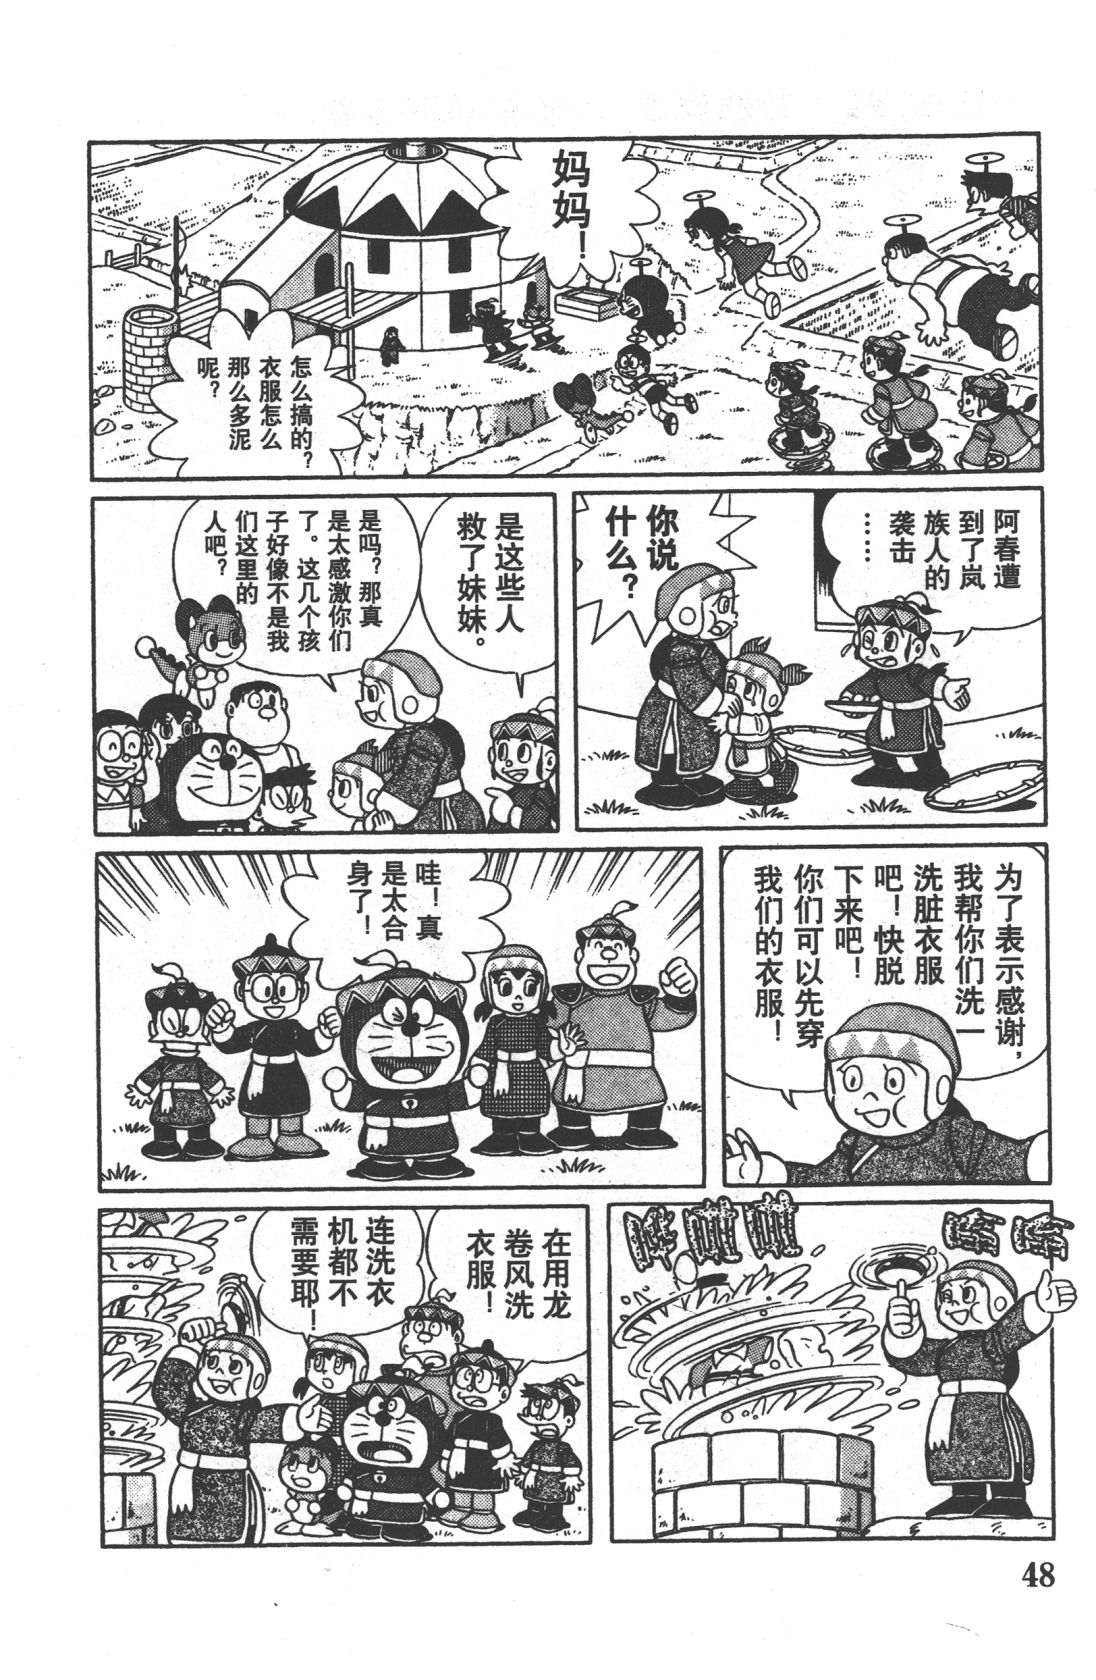 妈
妈
！
怎么搞的？
衣服怎么
那么多泥
呢？
阿春遭
到了岚
族人的
袭击
……
你说
什么？
是这些人
救了妹妹。
是吗？那真
是太感激你们
了。这几个孩
子好像不是我
们这里的
人吧？
为了表示感谢，
我帮你们洗一
洗脏衣服
吧！快脱
下来吧！
你们可以先穿
我们的衣服！
哇！真
是太合
身了！
在用龙
卷风洗
衣服！
连洗衣
机都不
需要耶！
48